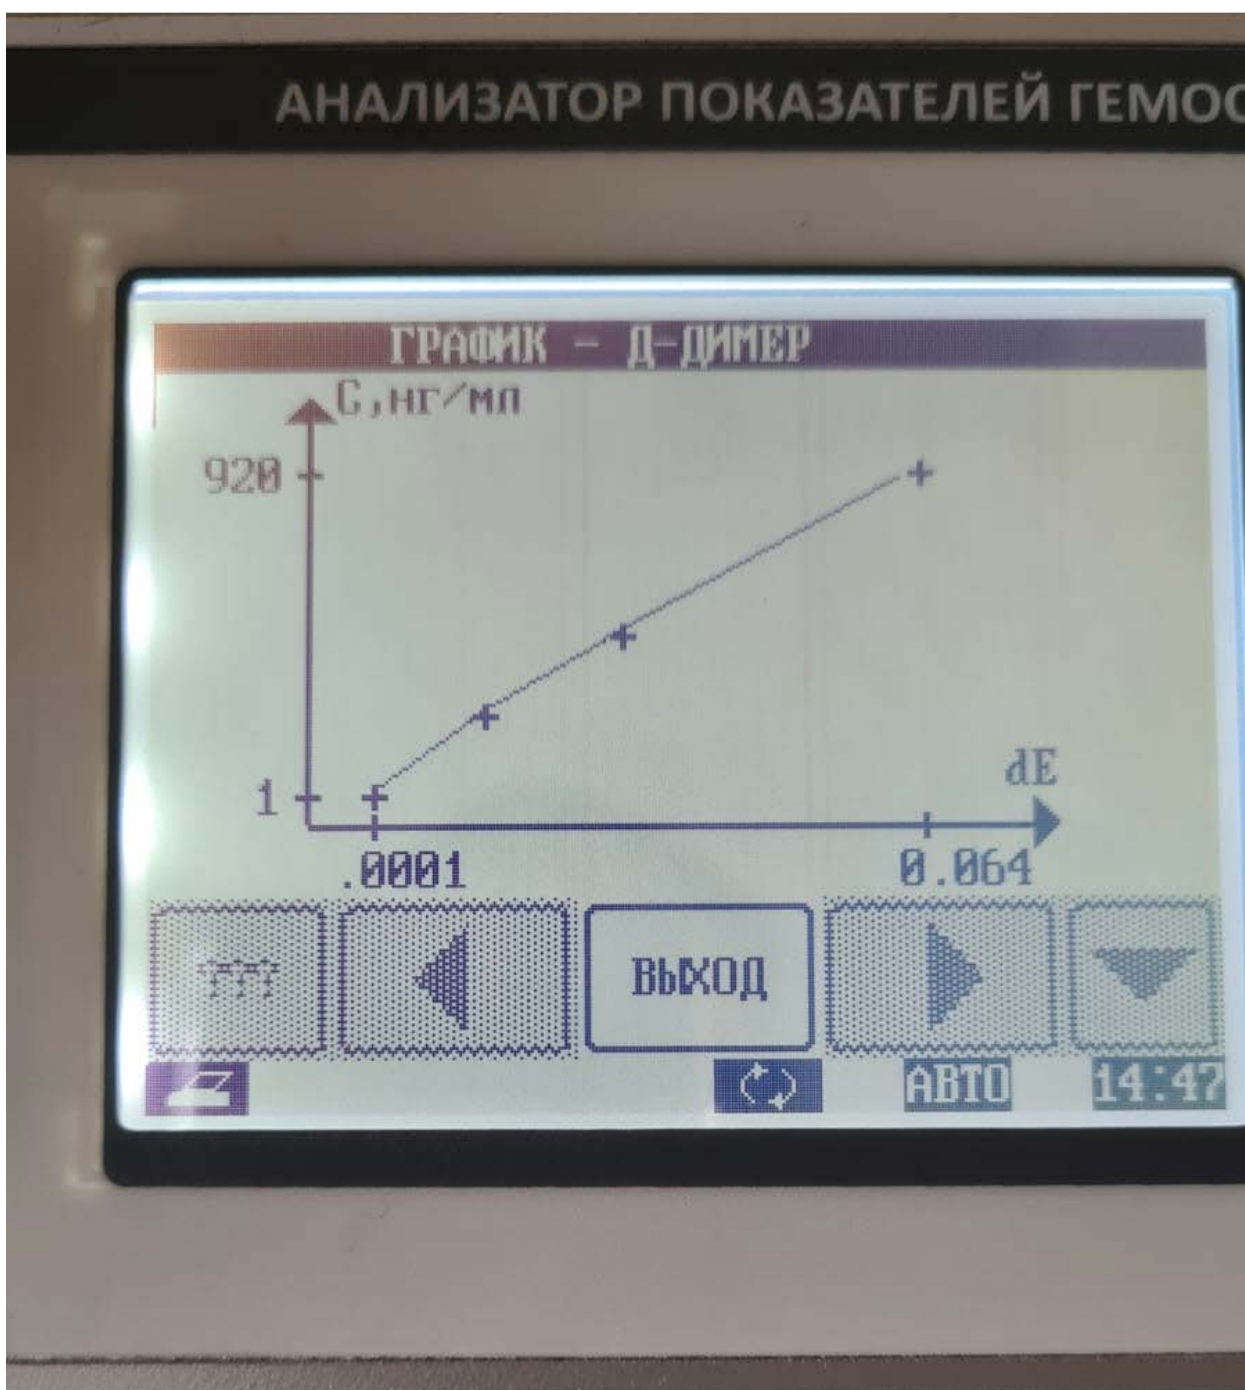 АНАЛИЗАТОР ПОКАЗАТЕЛЕЙ ГЕМОС
ГРАФИК - Д-ДИМЕР
С,нг/мл
920
1
dE
.0001
0.064
ВЫХОД
АВТО
14:47